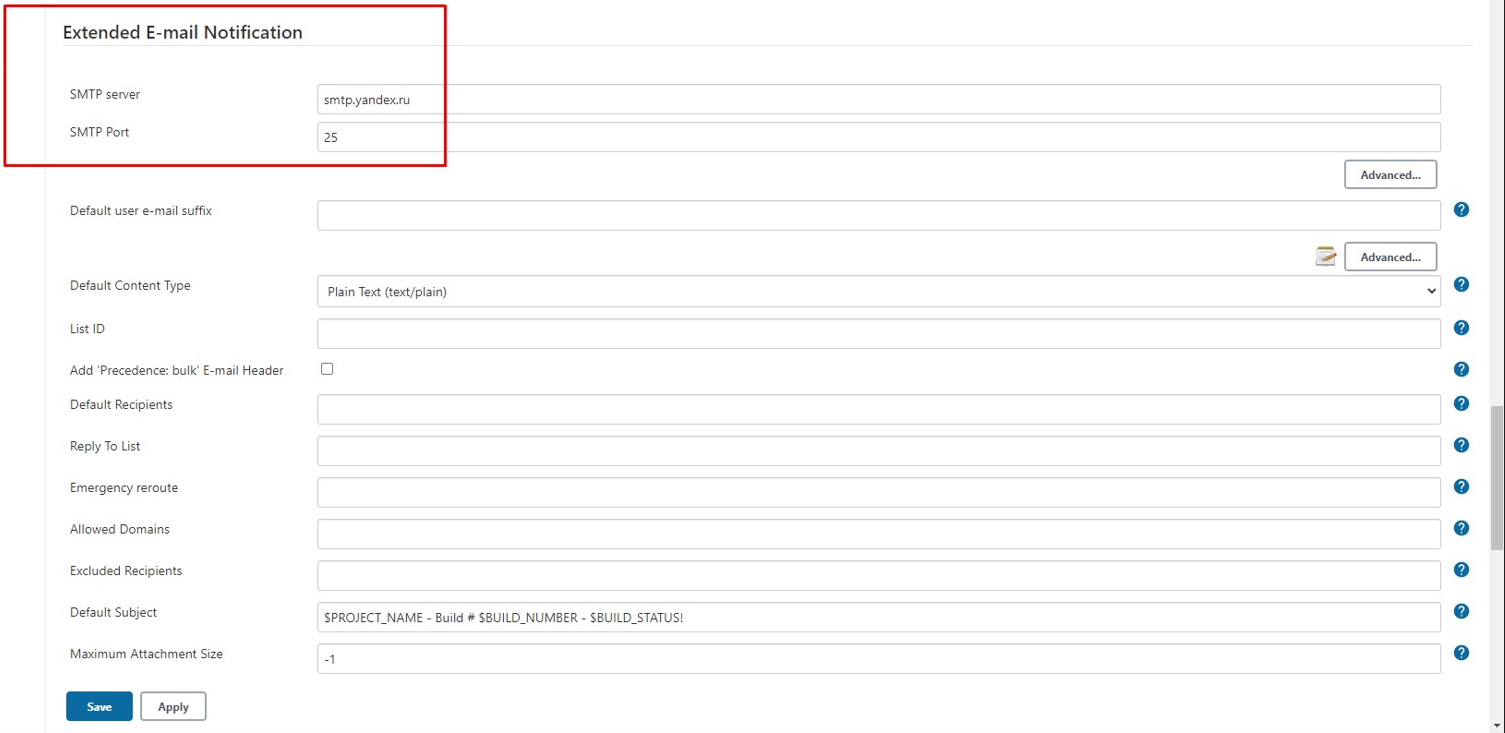 Extended E-mail Notification
SMTP server
smtp.yandex.ru
SMTP Port
25
Advanced...
Default user e-mail suffix
Advanced...
Default Content Type
Plain Text (text/plain)
List ID
Add 'Precedence: bulk' E-mail Header
Default Recipients
Reply To List
Emergency reroute
Allowed Domains
Excluded Recipients
Default Subject
$PROJECT_NAME - Build # $BUILD_NUMBER - $BUILD_STATUS!
Maximum Attachment Size
-1
Save
Apply